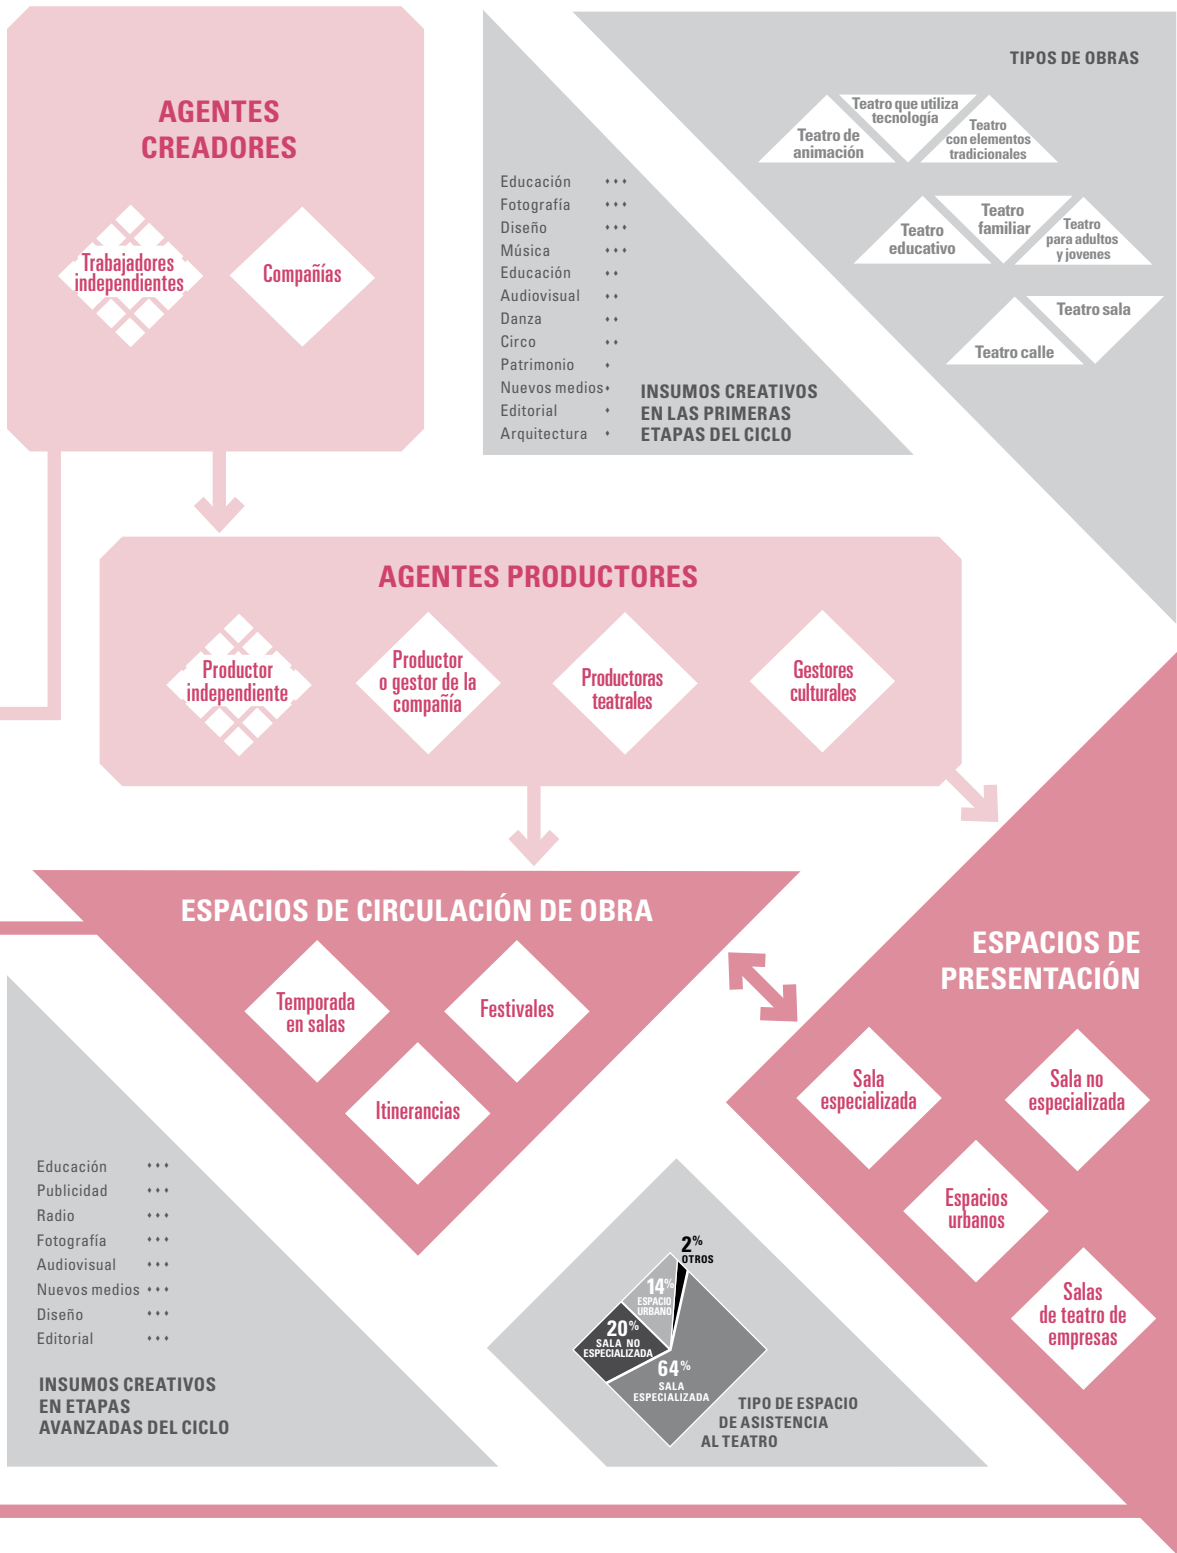 AGENTES
CREADORES
Trabajadores
independientes
Compañías
Educación ♦♦♦
Fotografía ♦♦♦
Diseño ♦♦♦
Música ♦♦♦
Educación ♦♦
Audiovisual ♦♦
Danza ♦♦
Circo ♦♦
Patrimonio ♦
Nuevos medios ♦
Editorial ♦
Arquitectura ♦
INSUMOS CREATIVOS
EN LAS PRIMERAS
ETAPAS DEL CICLO
TIPOS DE OBRAS
Teatro de
animación
Teatro que utiliza
tecnología
Teatro
con elementos
tradicionales
Teatro
educativo
Teatro
familiar
Teatro
para adultos
y jovenes
Teatro calle
Teatro sala
AGENTES PRODUCTORES
Productor
independiente
Productor
o gestor de la
compañía
Productoras
teatrales
Gestores
culturales
ESPACIOS DE CIRCULACIÓN DE OBRA
Temporada
en salas
Festivales
Itinerancias
ESPACIOS DE
PRESENTACIÓN
Sala
especializada
Sala no
especializada
Espacios
urbanos
Salas
de teatro de
empresas
Educación ♦♦♦
Publicidad ♦♦♦
Radio ♦♦♦
Fotografía ♦♦♦
Audiovisual ♦♦♦
Nuevos medios ♦♦♦
Diseño ♦♦♦
Editorial ♦♦♦
INSUMOS CREATIVOS
EN ETAPAS
AVANZADAS DEL CICLO
2%
OTROS
14%
ESPACIO
URBANO
20%
SALA NO
ESPECIALIZADA
64%
SALA
ESPECIALIZADA
TIPO DE ESPACIO
DE ASISTENCIA
AL TEATRO